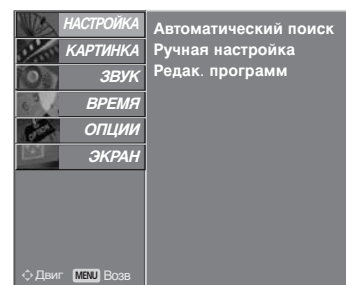 НАСТРОЙКА
КАРТИНКА
ЗВУК
ВРЕМЯ
ОПЦИИ
ЭКРАН
Автоматический поиск
Ручная настройка
Редак. программ
Двиг MENU Возв